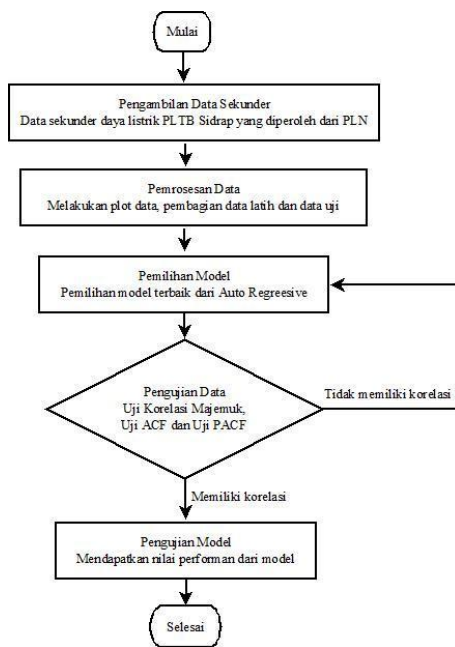 Mulai
Pengambilan Data Sekunder
Data sekunder daya listrik PLTB Sidrap yang diperoleh dari PLN
Pemrosesan Data
Melakukan plot data, pembagian data latih dan data uji
Pemilihan Model
Pemilihan model terbaik dari Auto Regreesive
Pengujian Data
Uji Korelasi Majemuk,
Uji ACF dan Uji PACF
Tidak memiliki korelasi
Memiliki korelasi
Pengujian Model
Mendapatkan nilai performan dari model
Selesai